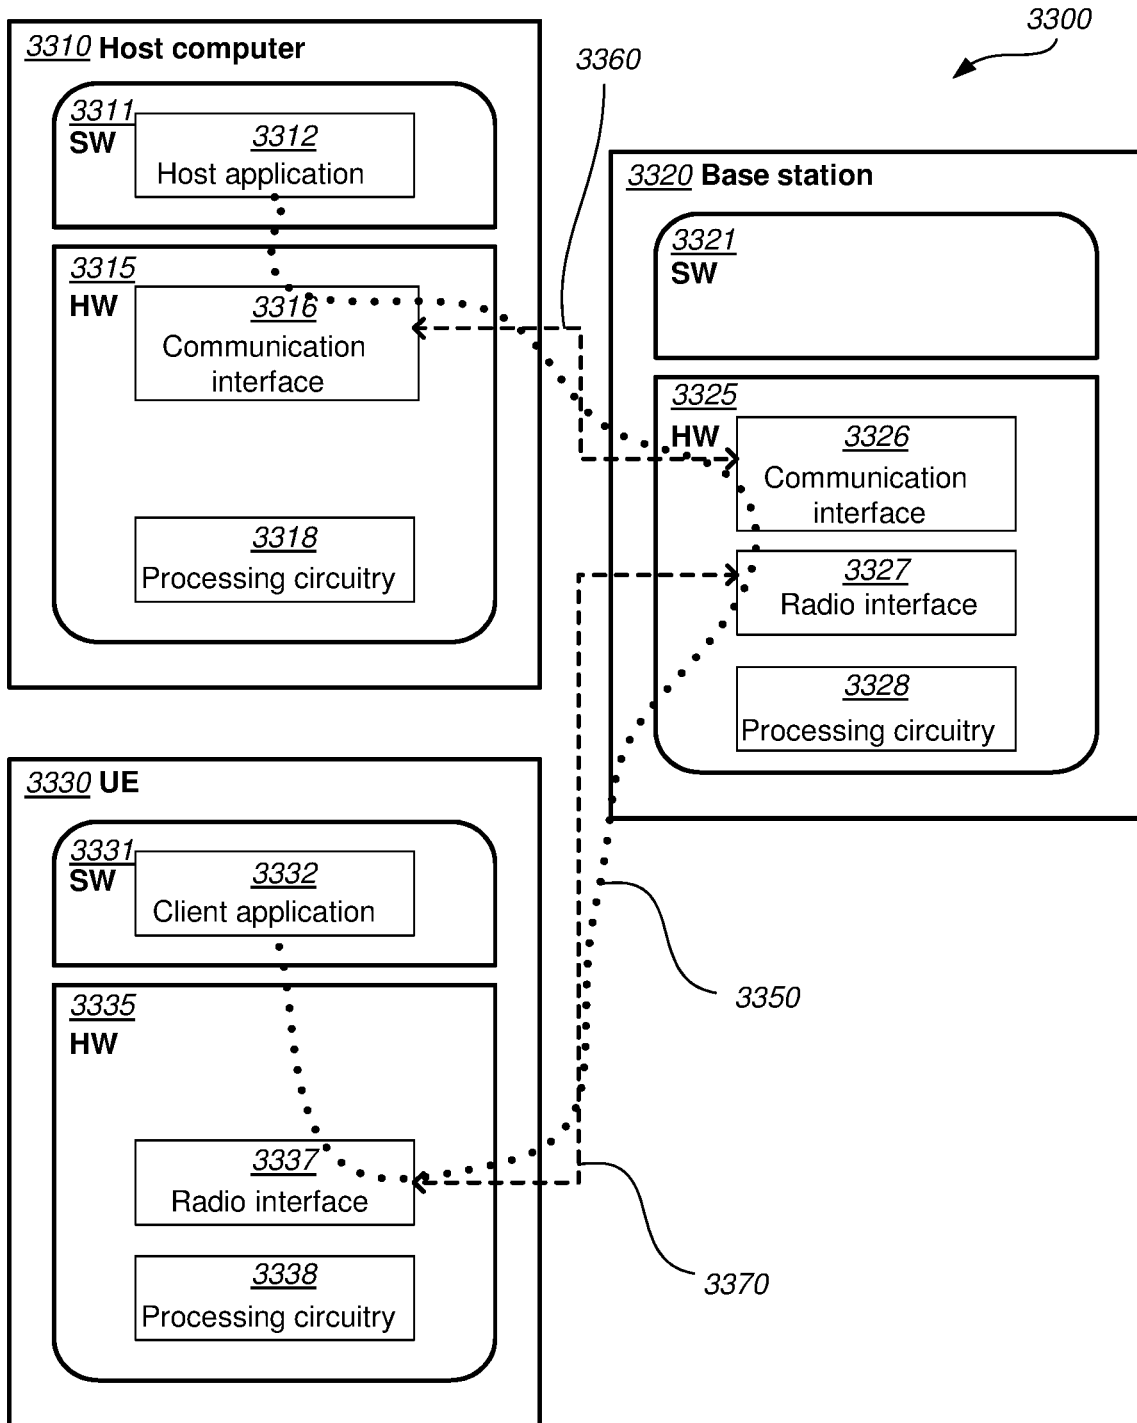 3300
3360
3310 Host computer
3311
SW
3312
Host application
3315
HW
3316
Communication
interface
3318
Processing circuitry
3320 Base station
3321
SW
3325
HW
3326
Communication
interface
3327
Radio interface
3328
Processing circuitry
3330 UE
3331
SW
3332
Client application
3335
HW
3337
Radio interface
3338
Processing circuitry
3350
3370